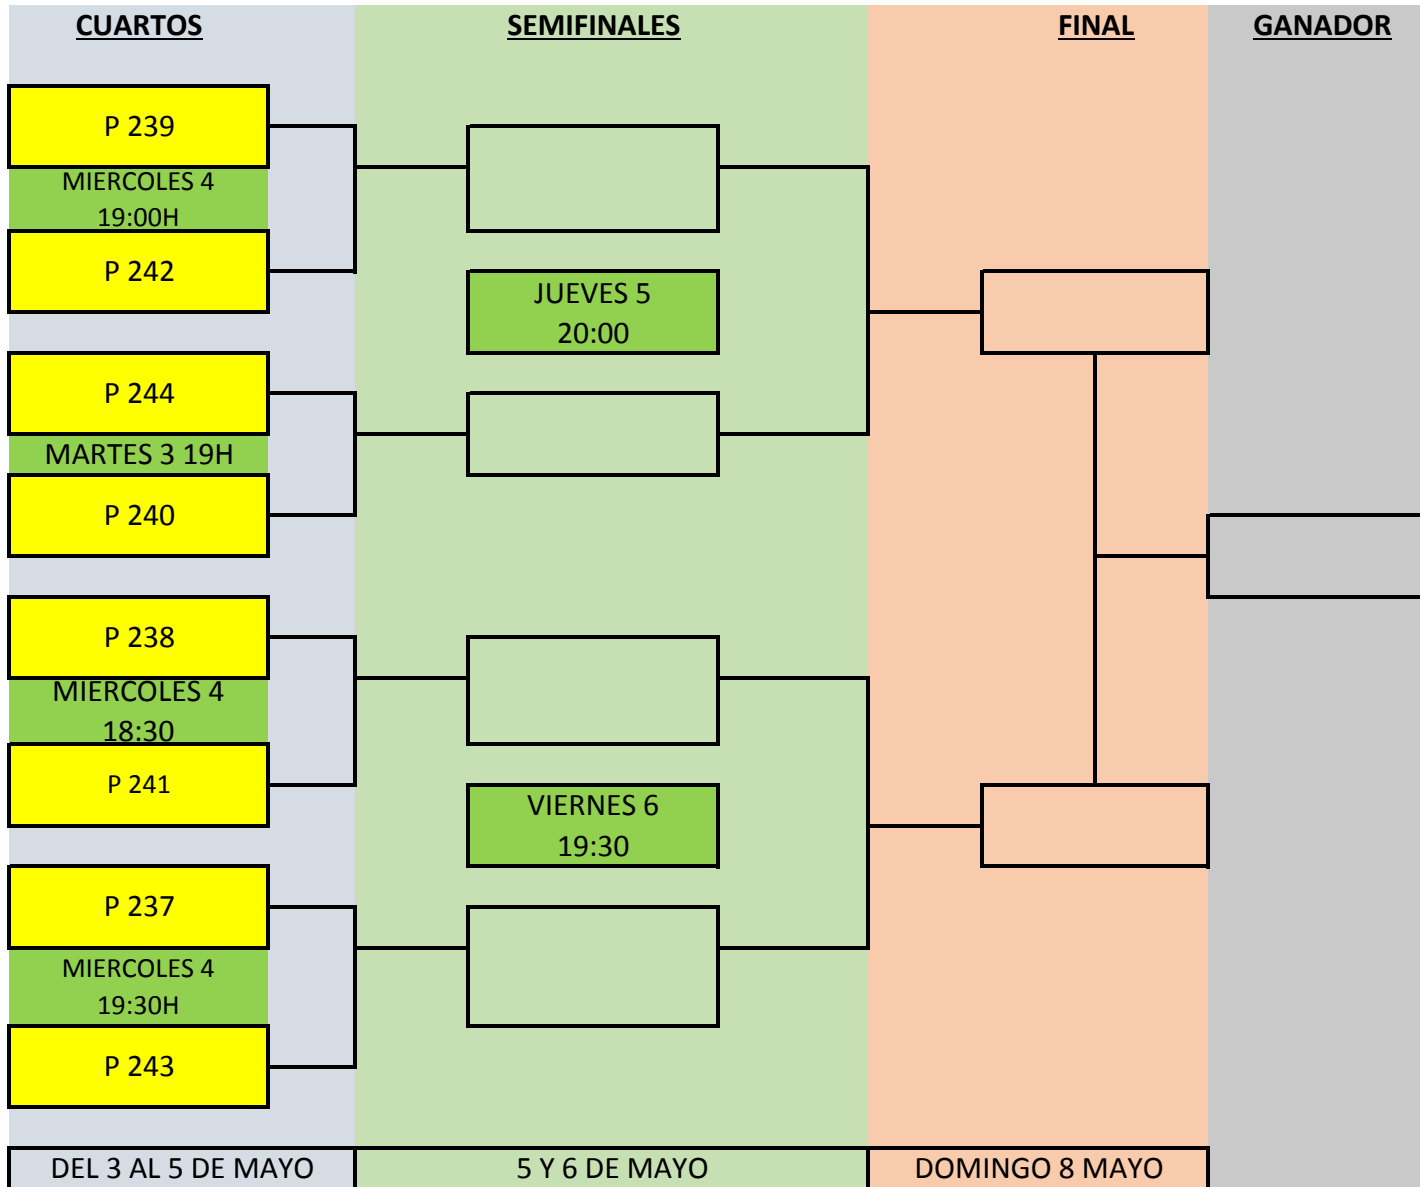 CUARTOS
SEMIFINALES
FINAL
GANADOR
P 239
MIERCOLES 4
19:00H
P 242
JUEVES 5
20:00
P 244
MARTES 3 19H
P 240
P 238
MIERCOLES 4
18:30
P 241
VIERNES 6
19:30
P 237
MIERCOLES 4
19:30H
P 243
DEL 3 AL 5 DE MAYO
5 Y 6 DE MAYO
DOMINGO 8 MAYO